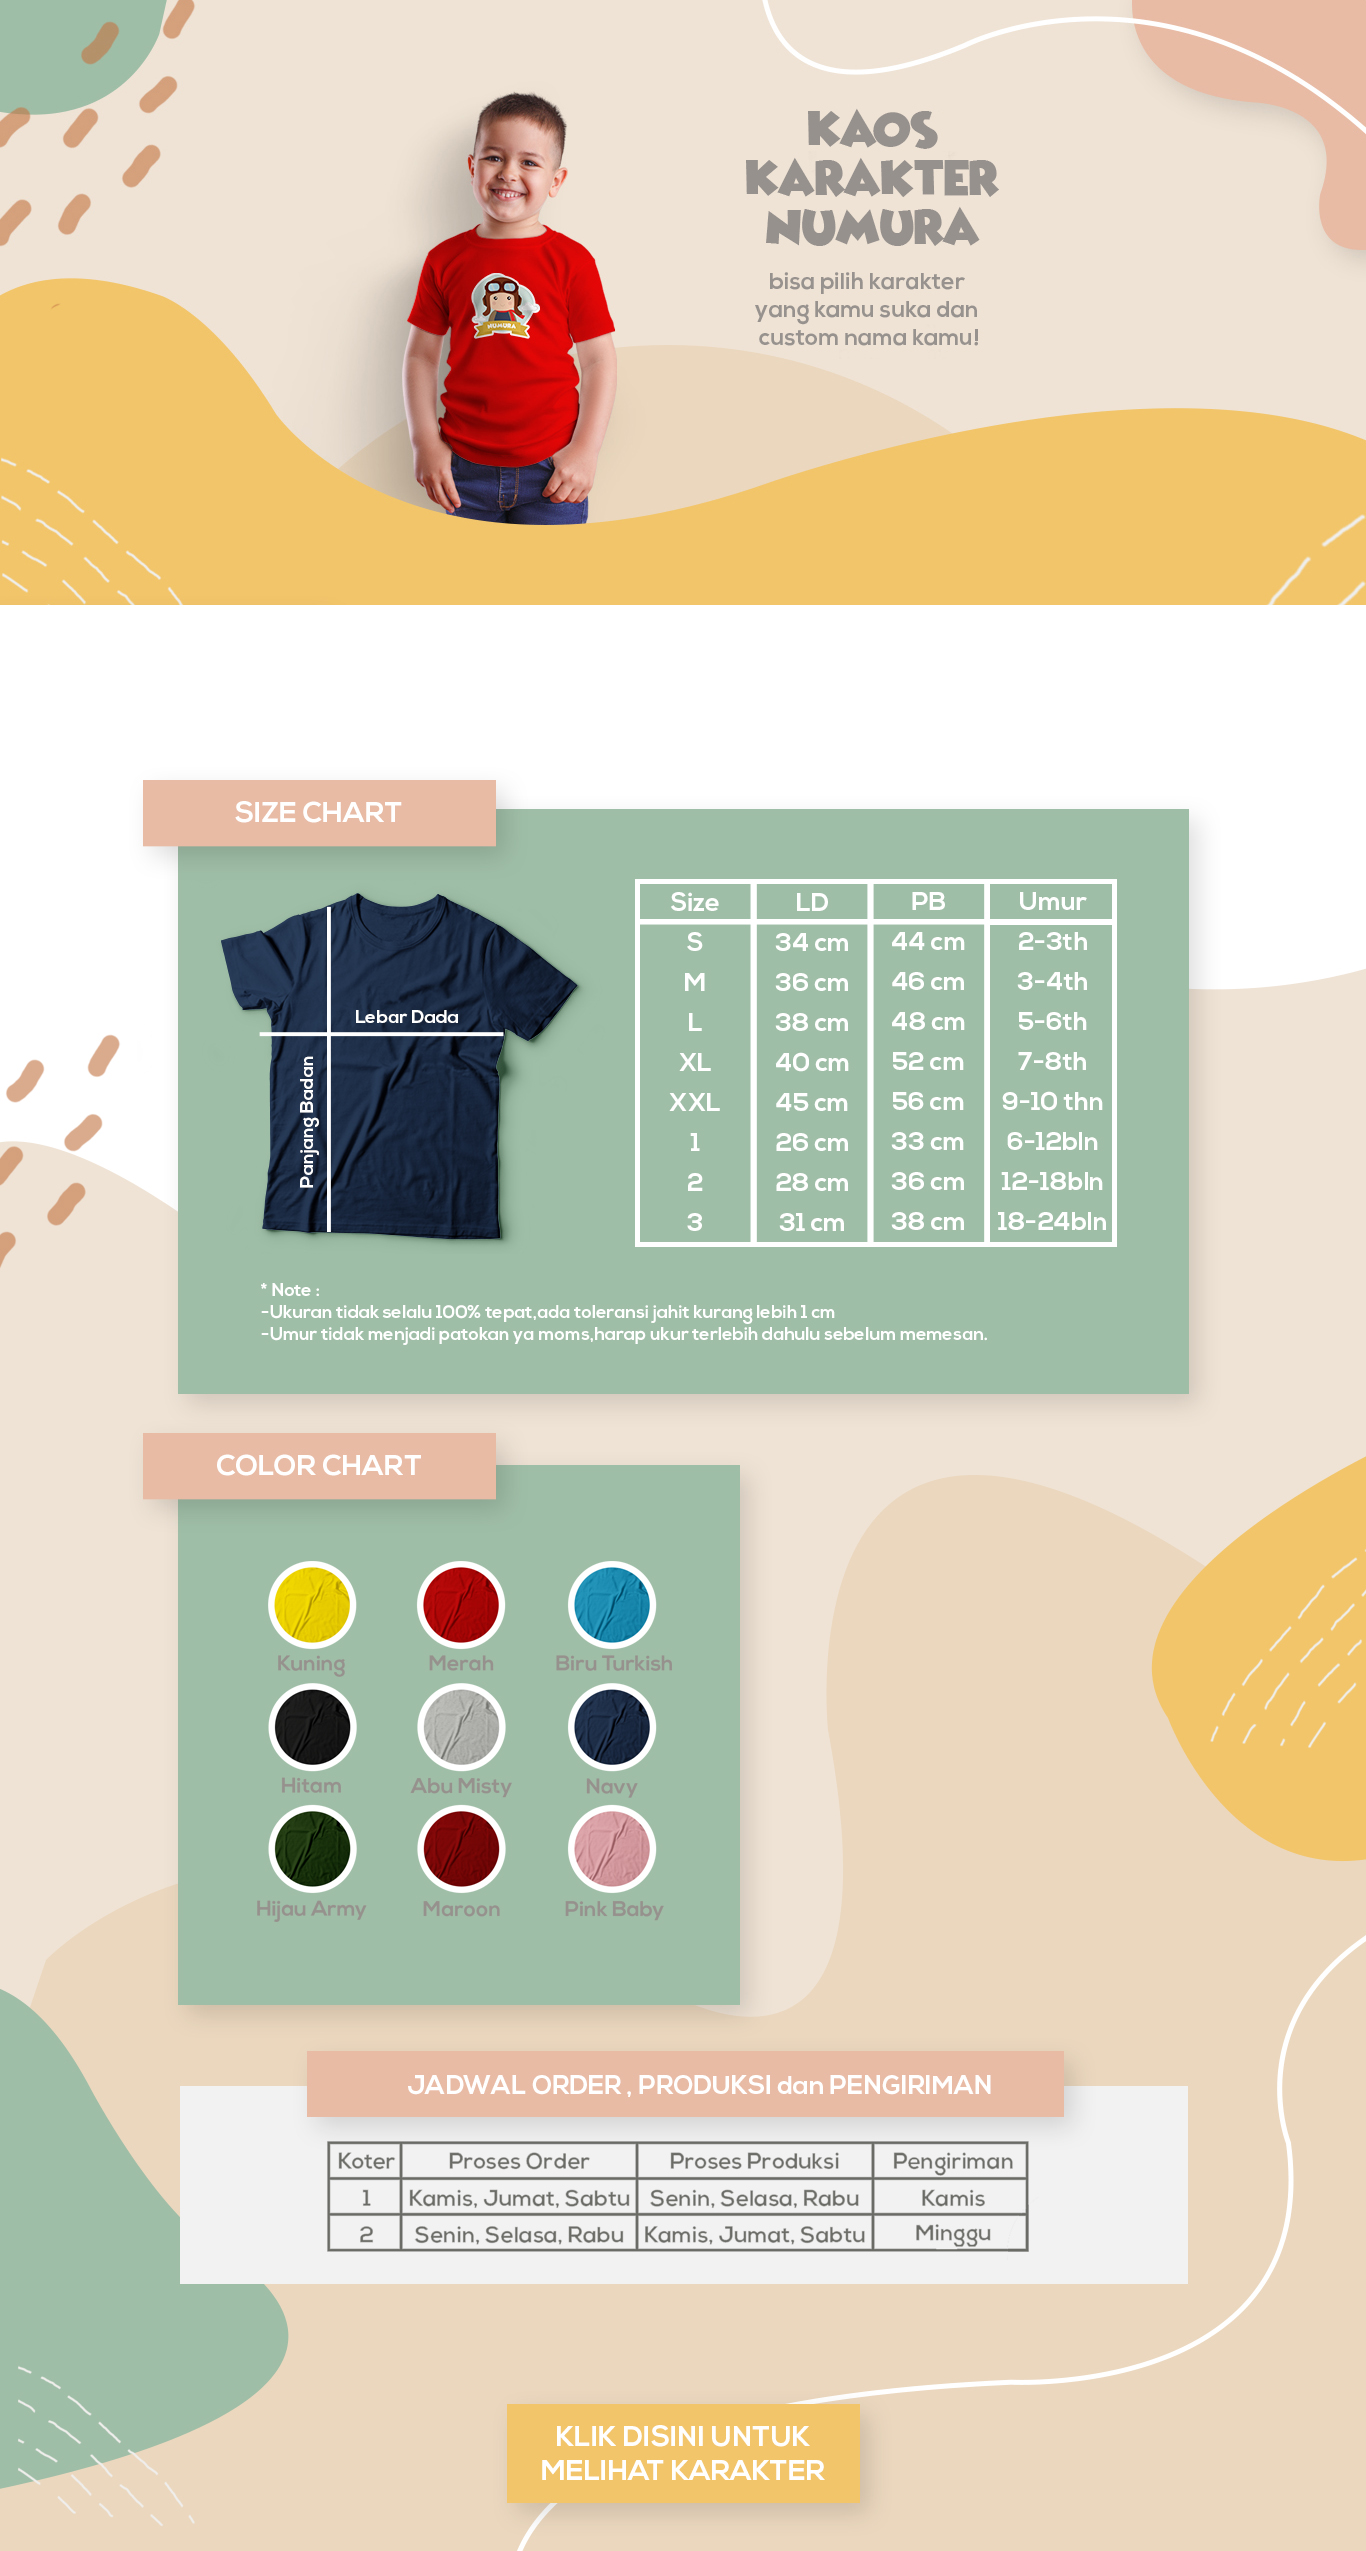 KAOS
KARAKTER
NUMURA
bisa pilih karakter
yang kamu suka dan
custom nama kamu!
NUMURA
SIZE CHART
Lebar Dada
Panjang Badan
Size LD PB Umur
S 34 cm 44 cm 2-3th
M 36 cm 46 cm 3-4th
L 38 cm 48 cm 5-6th
XL 40 cm 52 cm 7-8th
XXL 45 cm 56 cm 9-10 thn
1 26 cm 33 cm 6-12bln
2 28 cm 36 cm 12-18bln
3 31 cm 38 cm 18-24bln
* Note :
-Ukuran tidak selalu 100% tepat,ada toleransi jahit kurang lebih 1 cm
-Umur tidak menjadi patokan ya moms,harap ukur terlebih dahulu sebelum memesan.
COLOR CHART
Kuning Merah Biru Turkish
Hitam Abu Misty Navy
Hijau Army Maroon Pink Baby
JADWAL ORDER , PRODUKSI dan PENGIRIMAN
Koter Proses Order Proses Produksi Pengiriman
1 Kamis, Jumat, Sabtu Senin, Selasa, Rabu Kamis
2 Senin, Selasa, Rabu Kamis, Jumat, Sabtu Minggu
KLIK DISINI UNTUK
MELIHAT KARAKTER